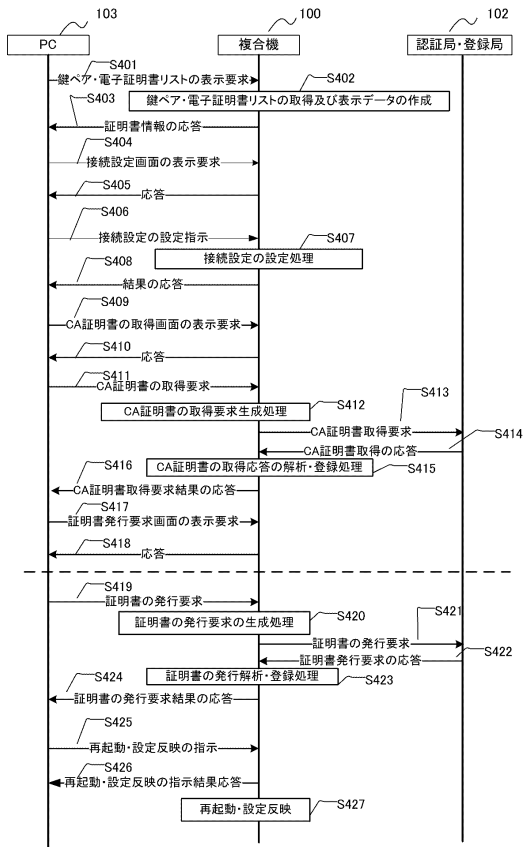 103
100
102
PC
複合機
認証局・登録局
S401
鍵ペア・電子証明書リストの表示要求
S402
鍵ペア・電子証明書リストの取得及び表示データの作成
S403
証明書情報の応答
S404
接続設定画面の表示要求
S405
応答
S406
接続設定の設定指示
S407
接続設定の設定処理
S408
結果の応答
S409
CA証明書の取得画面の表示要求
S410
応答
S411
CA証明書の取得要求
S412
CA証明書の取得要求生成処理
S413
CA証明書取得要求
S414
CA証明書取得の応答
CA証明書の取得応答の解析・登録処理
S415
S416
CA証明書取得要求結果の応答
S417
証明書発行要求画面の表示要求
S418
応答
S419
証明書の発行要求
S420
証明書の発行要求の生成処理
S421
証明書の発行要求
S422
証明書発行要求の応答
証明書の発行解析・登録処理
S423
S424
証明書の発行要求結果の応答
S425
再起動・設定反映の指示
S426
再起動・設定反映の指示結果応答
再起動・設定反映
S427